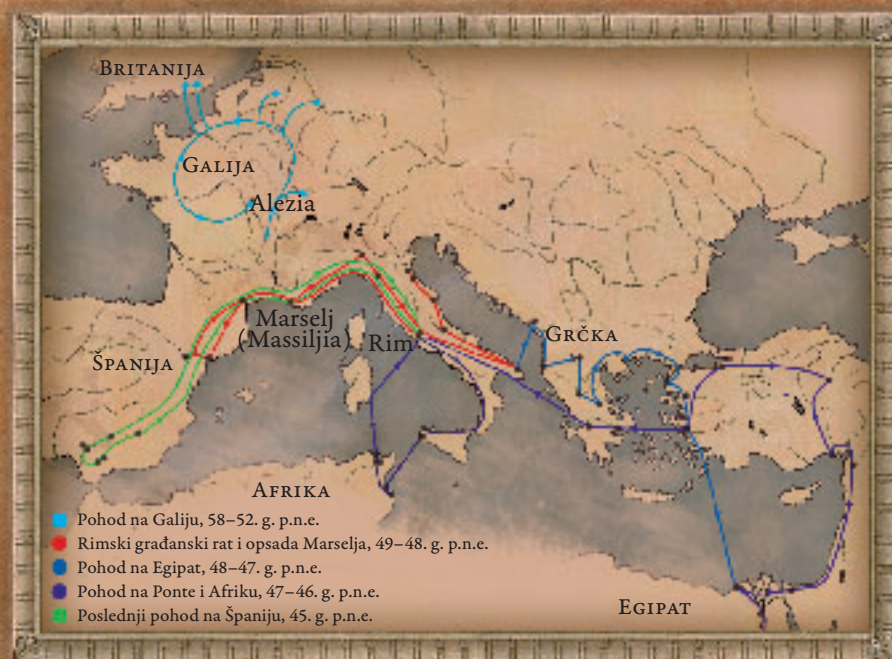 BRITANIJA
GALIJA
Alezia
Marselj
(Massiljia)
Rim
GRČKA
ŠPANIJA
AFRIKA
EGIPAT
Pohod na Galiju, 58–52. g. p.n.e.
Rimski građanski rat i opsada Marselja, 49–48. g. p.n.e.
Pohod na Egipat, 48–47. g. p.n.e.
Pohod na Ponte i Afriku, 47–46. g. p.n.e.
Poslednji pohod na Španiju, 45. g. p.n.e.